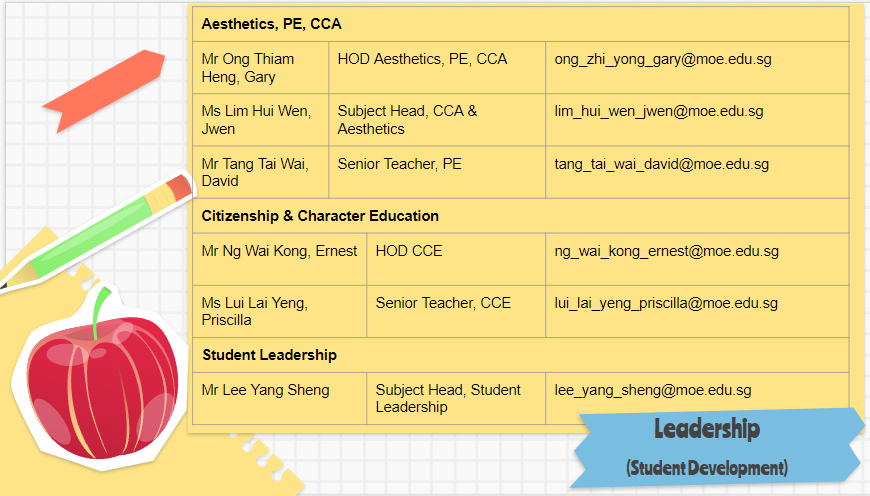 Aesthetics, PE, CCA
Mr Ong Thiam
Heng, Gary
HOD Aesthetics, PE, CCA
ong_zhi_yong_gary@moe.edu.sg
Ms Lim Hui Wen,
Jwen
Subject Head, CCA &
Aesthetics
lim_hui_wen_jwen@moe.edu.sg
Mr Tang Tai Wai,
David
Senior Teacher, PE
tang_tai_wai_david@moe.edu.sg
Citizenship & Character Education
Mr Ng Wai Kong, Ernest
HOD CCE
ng_wai_kong_ernest@moe.edu.sg
Ms Lui Lai Yeng,
Priscilla
Senior Teacher, CCE
lui_lai_yeng_priscilla@moe.edu.sg
Student Leadership
Mr Lee Yang Sheng
Subject Head, Student
Leadership
lee_yang_sheng@moe.edu.sg
Leadership
(Student Development)